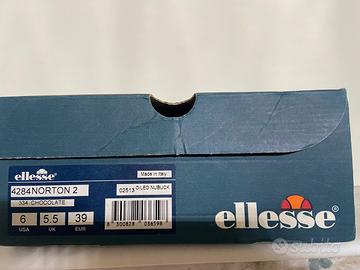 ellesse®
Made in Italy
4284NORTON 2
02513 OILED NUBUCK
334 CHOCOLATE
6 5.5 39
USA UK EUR
8 300828 036598
ellesse®
Subito